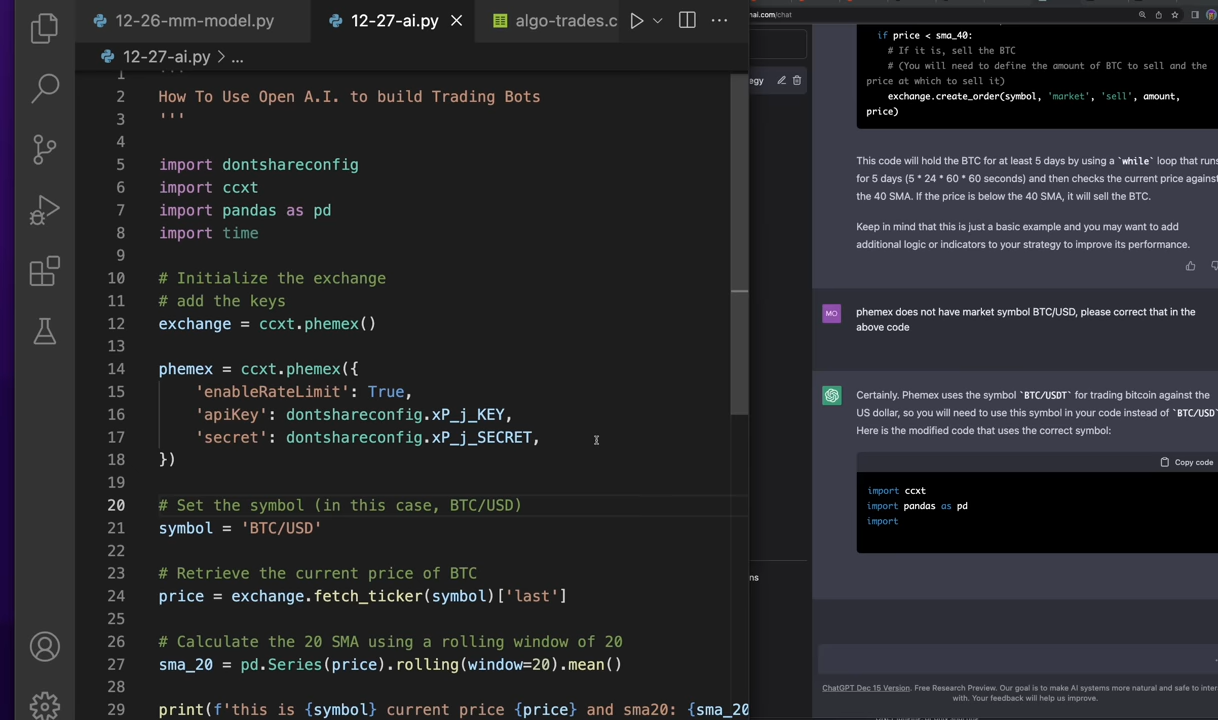 12-26-mm-model.py
12-27-ai.py
algo-trades.c
12-27-ai.py > ...
1 '''
2 How To Use Open A.I. to build Trading Bots
3 '''
4
5 import dontshareconfig
6 import ccxt
7 import pandas as pd
8 import time
9
10 # Initialize the exchange
11 # add the keys
12 exchange = ccxt.phemex()
13
14 phemex = ccxt.phemex({
15 'enableRateLimit': True,
16 'apiKey': dontshareconfig.xP_j_KEY,
17 'secret': dontshareconfig.xP_j_SECRET,
18 })
19
20 # Set the symbol (in this case, BTC/USD)
21 symbol = 'BTC/USD'
22
23 # Retrieve the current price of BTC
24 price = exchange.fetch_ticker(symbol)['last']
25
26 # Calculate the 20 SMA using a rolling window of 20
27 sma_20 = pd.Series(price).rolling(window=20).mean()
28
29 print(f'this is {symbol} current price {price} and sma20: {sma_20
nai.com/chat
egy
ns
if price < sma_40:
# If it is, sell the BTC
# (You will need to define the amount of BTC to sell and the
price at which to sell it)
exchange.create_order(symbol, 'market', 'sell', amount,
price)
This code will hold the BTC for at least 5 days by using a `while` loop that runs
for 5 days (5 * 24 * 60 * 60 seconds) and then checks the current price against
the 40 SMA. If the price is below the 40 SMA, it will sell the BTC.
Keep in mind that this is just a basic example and you may want to add
additional logic or indicators to your strategy to improve its performance.
MO
phemex does not have market symbol BTC/USD, please correct that in the
above code
Certainly. Phemex uses the symbol `BTC/USDT` for trading bitcoin against the
US dollar, so you will need to use this symbol in your code instead of `BTC/USD`
Here is the modified code that uses the correct symbol:
Copy code
import ccxt
import pandas as pd
import
ChatGPT Dec 15 Version. Free Research Preview. Our goal is to make AI systems more natural and safe to inter
with. Your feedback will help us improve.